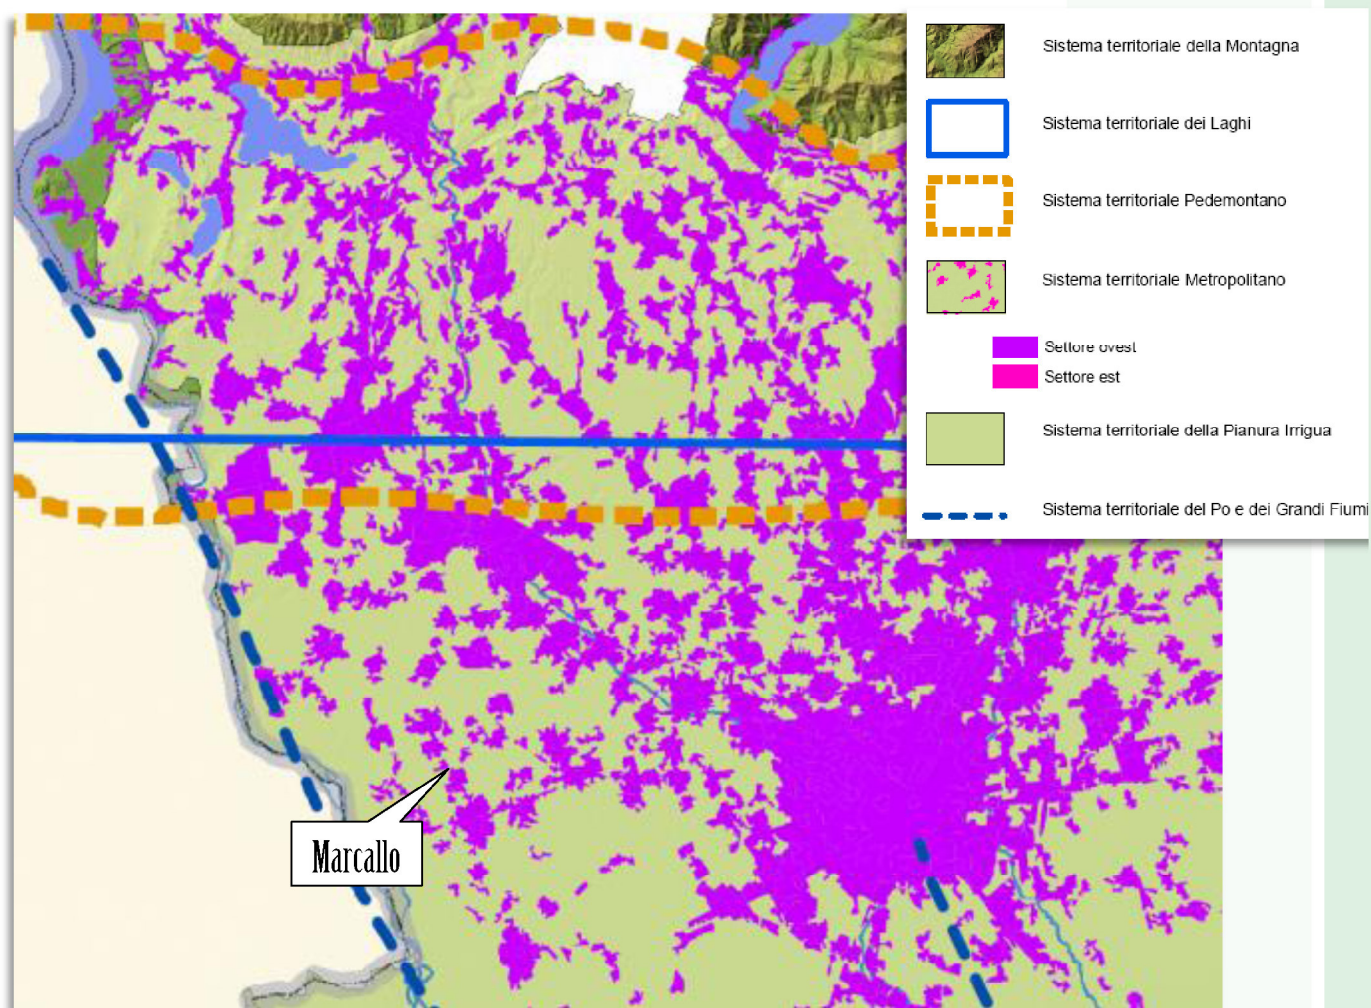 Sistema territoriale della Montagna
Sistema territoriale dei Laghi
Sistema territoriale Pedemontano
Sistema territoriale Metropolitano
Settore ovest
Settore est
Sistema territoriale della Pianura Irrigua
Sistema territoriale del Po e dei Grandi Fiumi
Marcallo